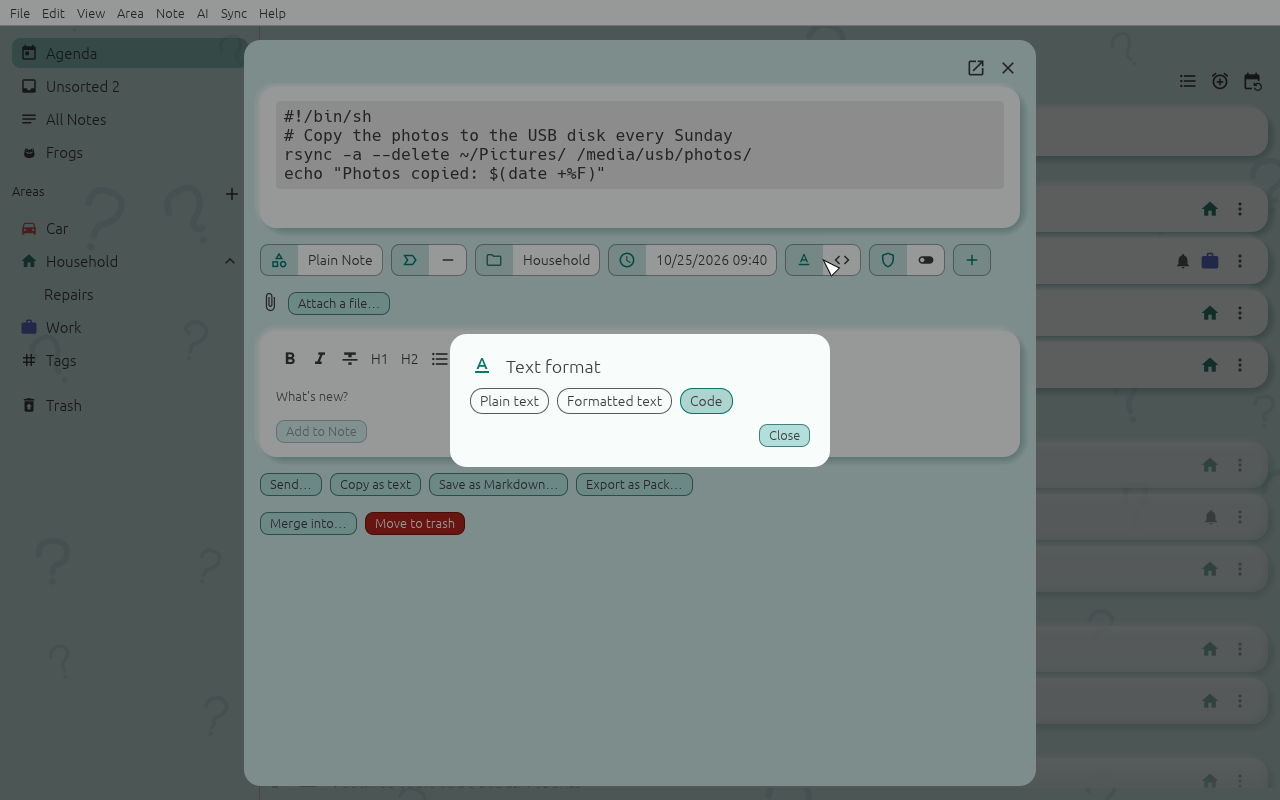 File Edit View Area Note AI Sync Help
Agenda
Unsorted 2
All Notes
Frogs
Areas
Car
Household
Repairs
Work
Tags
Trash
#!/bin/sh
# Copy the photos to the USB disk every Sunday
rsync -a --delete ~/Pictures/ /media/usb/photos/
echo "Photos copied: $(date +%F)"
Plain Note
Household
10/25/2026 09:40
Attach a file…
B I H1 H2
What's new?
Add to Note
Text format
Plain text Formatted text Code
Close
Send… Copy as text Save as Markdown… Export as Pack…
Merge into… Move to trash